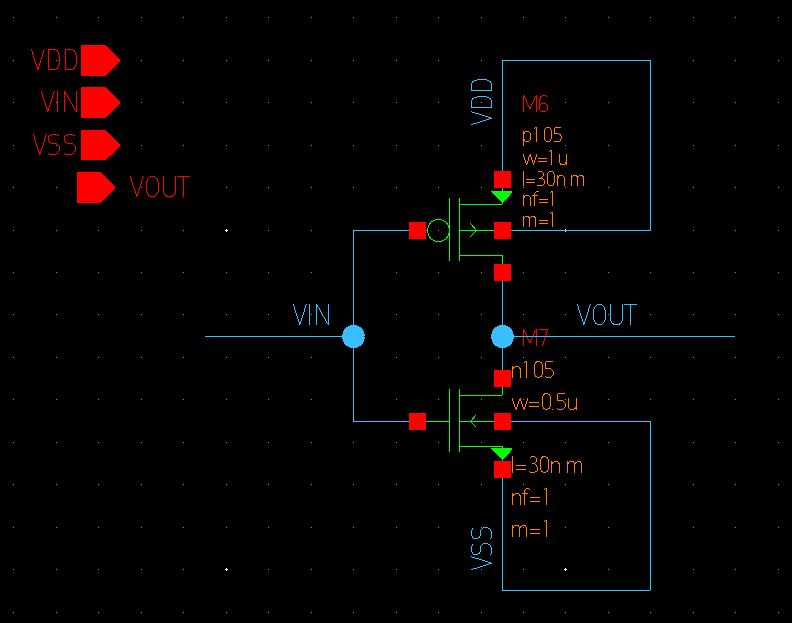 VDD
VIN
VSS
VOUT
VDD
M6
p105
w=1u
l=30nm
nf=1
m=1
VIN
VOUT
M7
n105
w=0.5u
l=30nm
nf=1
m=1
VSS